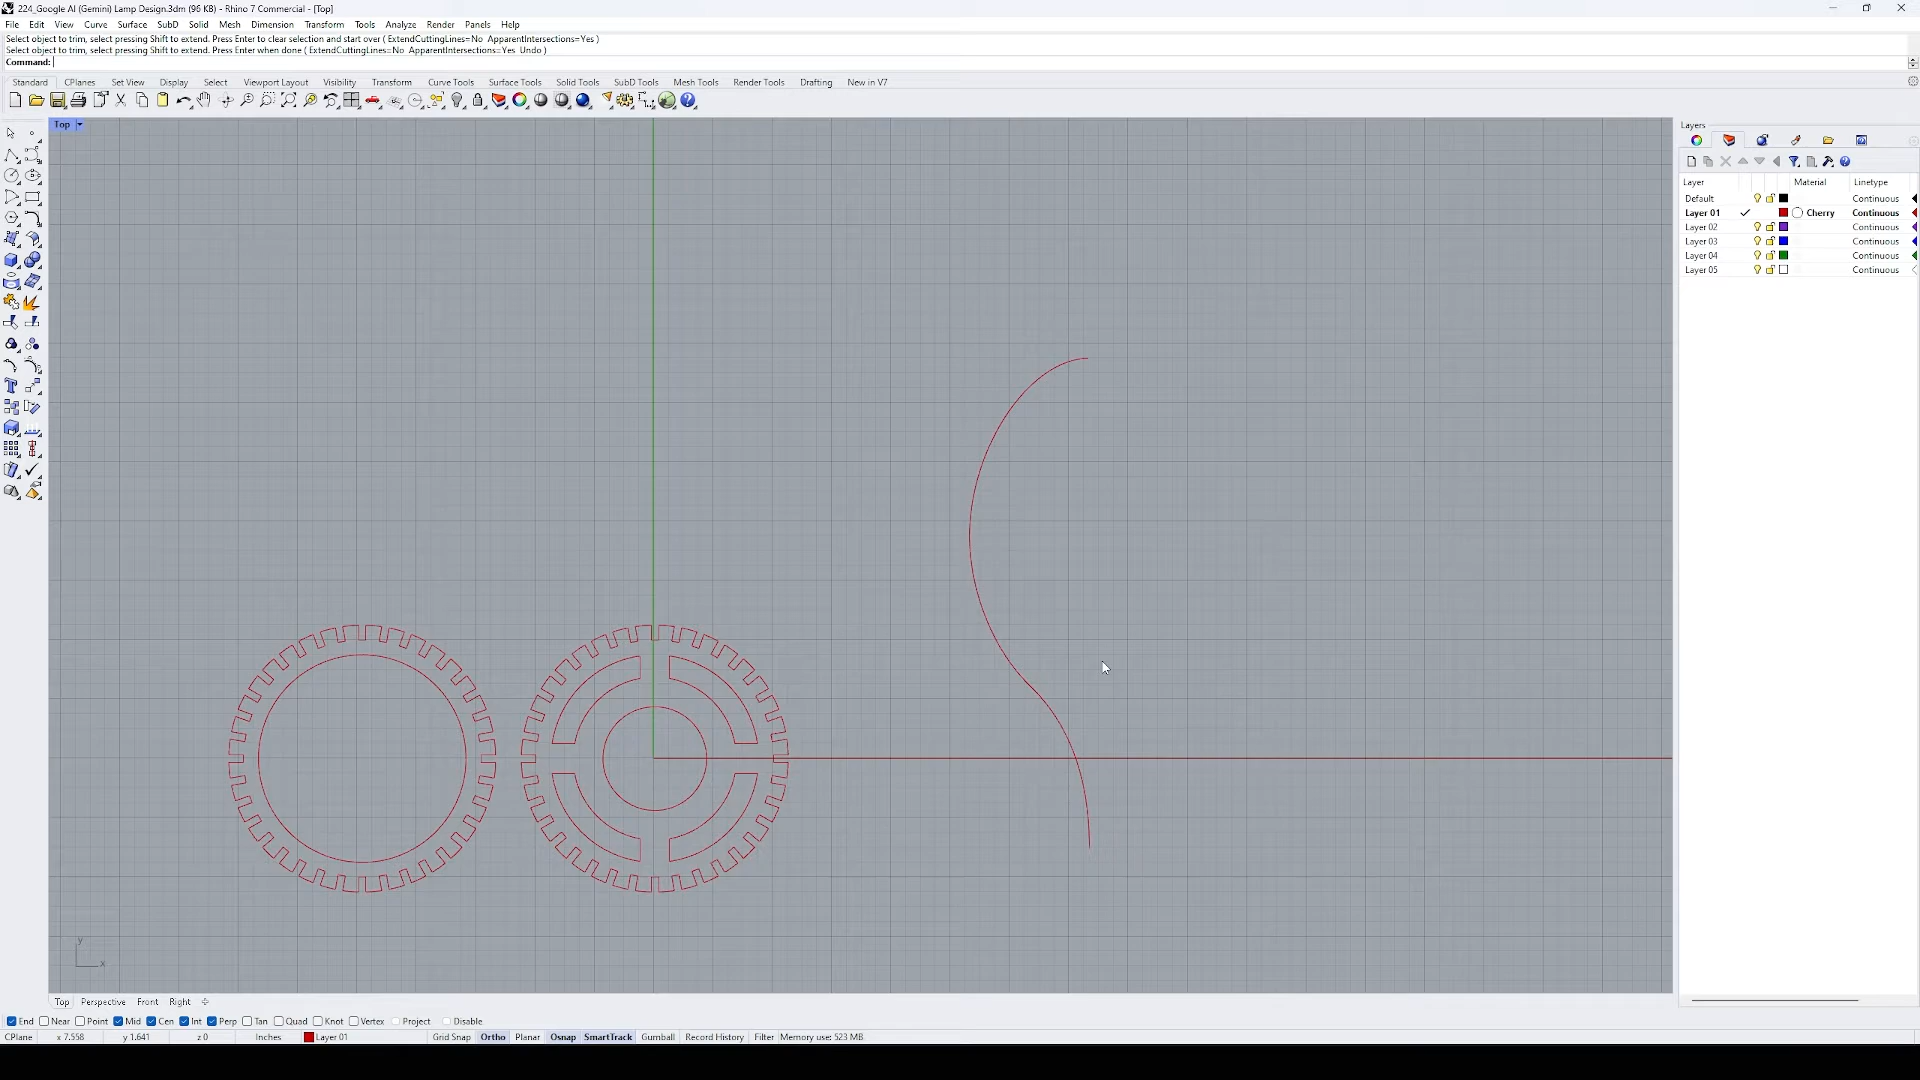 224_Google AI (Gemini) Lamp Design.3dm (96 KB) - Rhino 7 Commercial - [Top]
File Edit View Curve Surface SubD Solid Mesh Dimension Transform Tools Analyze Render Panels Help
Select object to trim, select pressing Shift to extend. Press Enter to clear selection and start over ( ExtendCuttingLines=No ApparentIntersections=Yes )
Select object to trim, select pressing Shift to extend. Press Enter when done ( ExtendCuttingLines=No ApparentIntersections=Yes Undo )
Command:
Standard CPlanes Set View Display Select Viewport Layout Visibility Transform Curve Tools Surface Tools Solid Tools SubD Tools Mesh Tools Render Tools Drafting New in V7
Top
Layers
Layer Material Linetype
Default Continuous
Layer 01 Cherry Continuous
Layer 02 Continuous
Layer 03 Continuous
Layer 04 Continuous
Layer 05 Continuous
y
x
Top Perspective Front Right
End Near Point Mid Cen Int Perp Tan Quad Knot Vertex Project Disable
CPlane x 7.558 y 1.641 z 0 Inches Layer 01 Grid Snap Ortho Planar Osnap SmartTrack Gumball Record History Filter Memory use: 523 MB